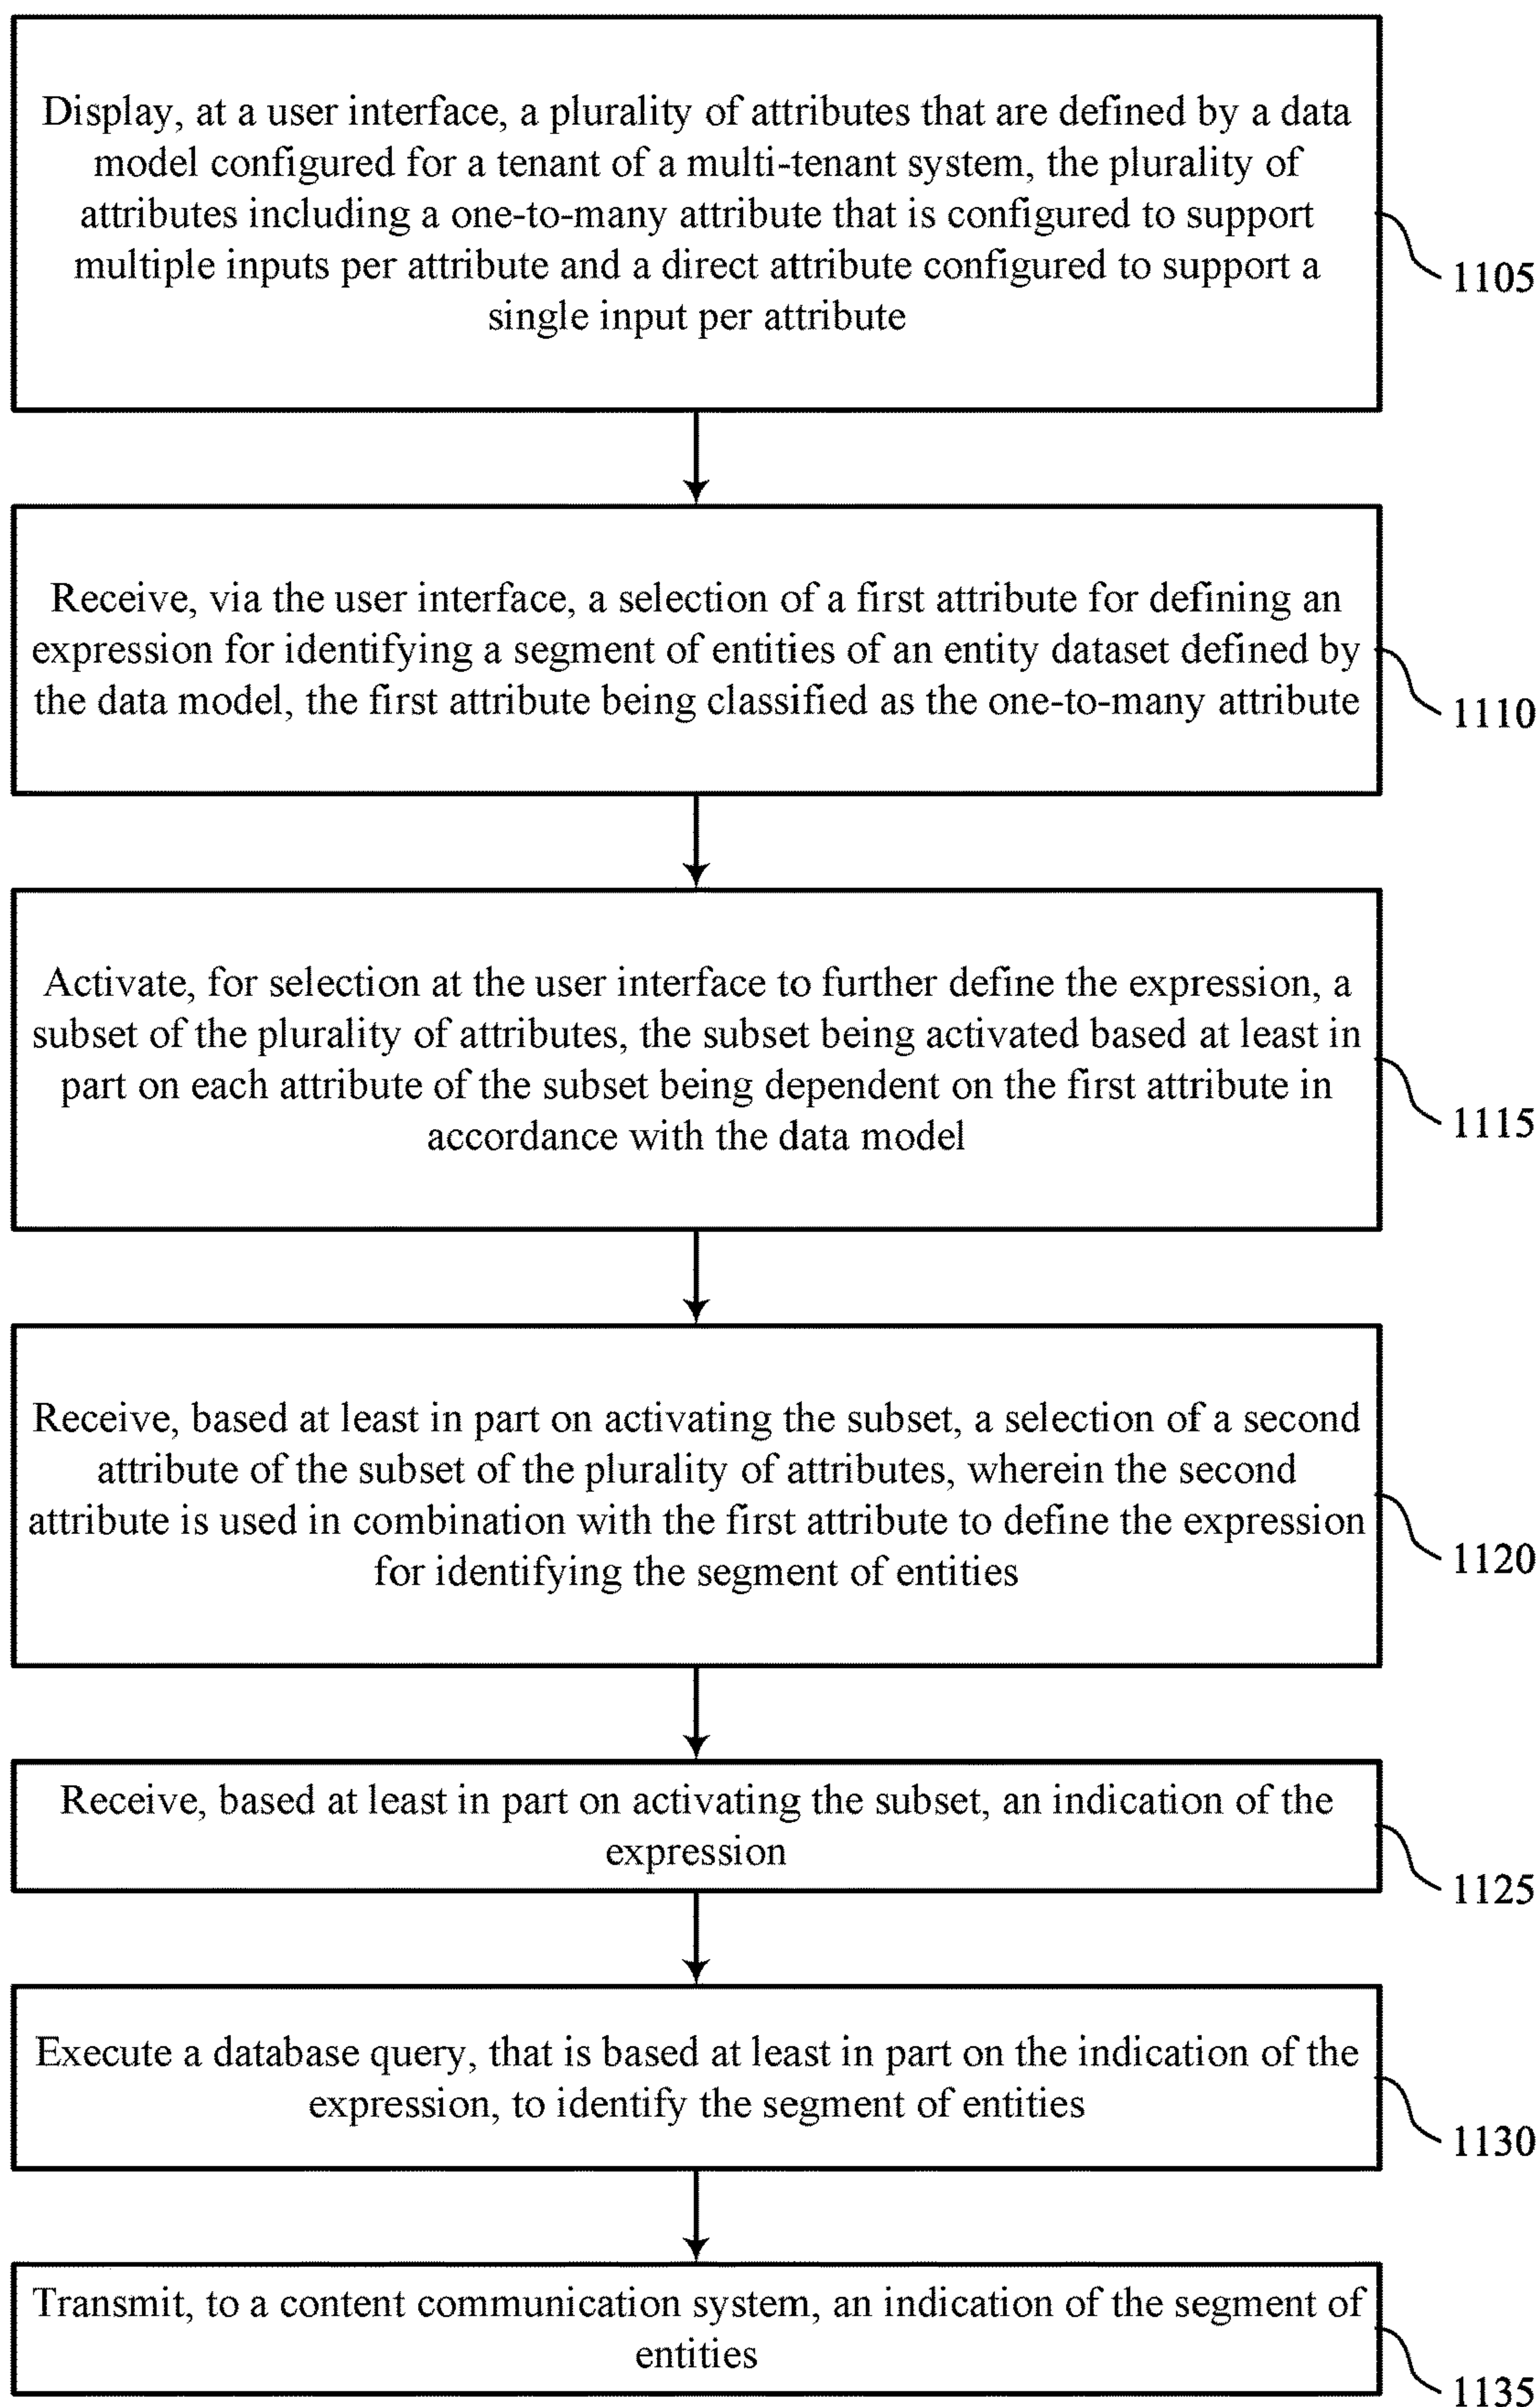 Display, at a user interface, a plurality of attributes that are defined by a data
model configured for a tenant of a multi-tenant system, the plurality of
attributes including a one-to-many attribute that is configured to support
multiple inputs per attribute and a direct attribute configured to support a
single input per attribute
1105
Receive, via the user interface, a selection of a first attribute for defining an
expression for identifying a segment of entities of an entity dataset defined by
the data model, the first attribute being classified as the one-to-many attribute
1110
Activate, for selection at the user interface to further define the expression, a
subset of the plurality of attributes, the subset being activated based at least in
part on each attribute of the subset being dependent on the first attribute in
accordance with the data model
1115
Receive, based at least in part on activating the subset, a selection of a second
attribute of the subset of the plurality of attributes, wherein the second
attribute is used in combination with the first attribute to define the expression
for identifying the segment of entities
1120
Receive, based at least in part on activating the subset, an indication of the
expression
1125
Execute a database query, that is based at least in part on the indication of the
expression, to identify the segment of entities
1130
Transmit, to a content communication system, an indication of the segment of
entities
1135